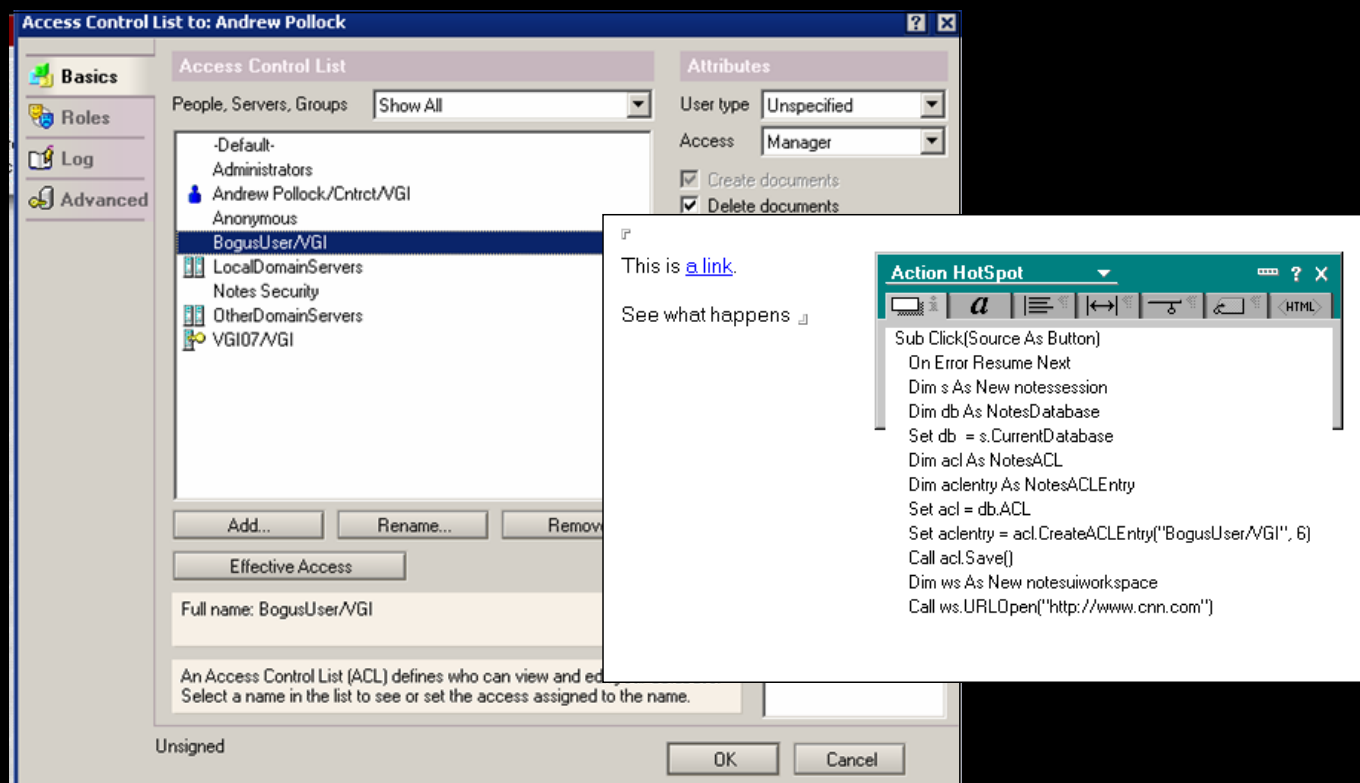 Access Control List to: Andrew Pollock
Basics
Roles
Log
Advanced
Access Control List
People, Servers, Groups Show All
-Default-
Administrators
Andrew Pollock/Cntrct/VGI
Anonymous
BogusUser/VGI
LocalDomainServers
Notes Security
OtherDomainServers
VGI07/VGI
Add... Rename... Remov
Effective Access
Full name: BogusUser/VGI
An Access Control List (ACL) defines who can view and ed
Select a name in the list to see or set the access assigned to the name.
Attributes
User type Unspecified
Access Manager
Create documents
Delete documents
Unsigned
OK Cancel
This is a link.
See what happens
Action HotSpot
a
HTML
Sub Click(Source As Button)
On Error Resume Next
Dim s As New notessession
Dim db As NotesDatabase
Set db = s.CurrentDatabase
Dim acl As NotesACL
Dim aclentry As NotesACLEntry
Set acl = db.ACL
Set aclentry = acl.CreateACLEntry("BogusUser/VGI", 6)
Call acl.Save()
Dim ws As New notesuiworkspace
Call ws.URLOpen("http://www.cnn.com")